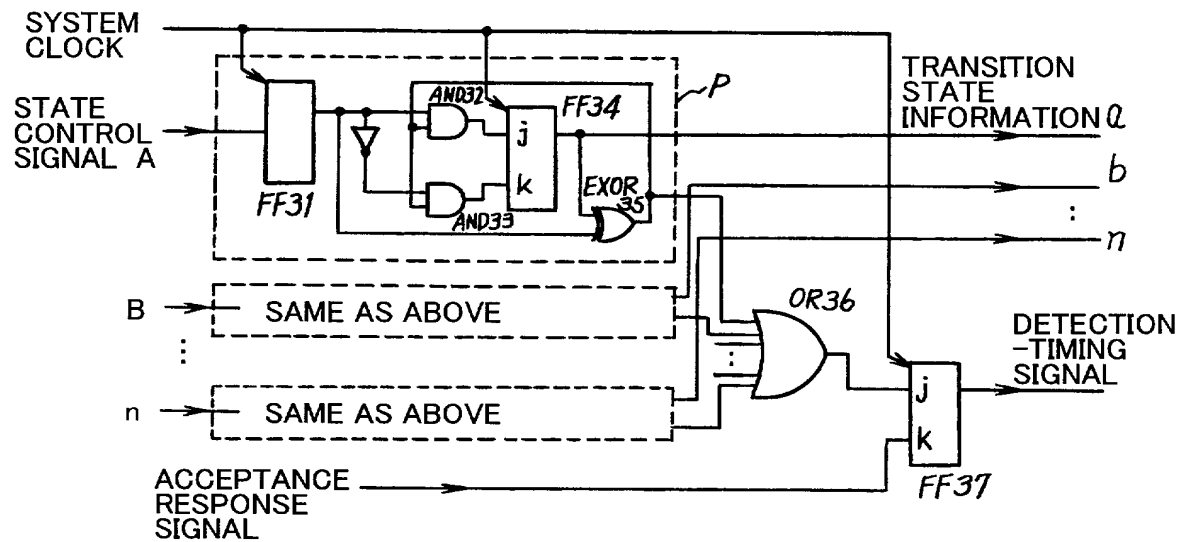 SYSTEM
CLOCK
STATE
CONTROL
SIGNAL A
FF31
AND32
AND33
FF34
j
k
EXOR
35
P
TRANSITION
STATE
INFORMATION a
b
:
n
B
SAME AS ABOVE
⋮
n
SAME AS ABOVE
⋮
OR36
DETECTION
-TIMING
SIGNAL
j
k
FF37
ACCEPTANCE
RESPONSE
SIGNAL